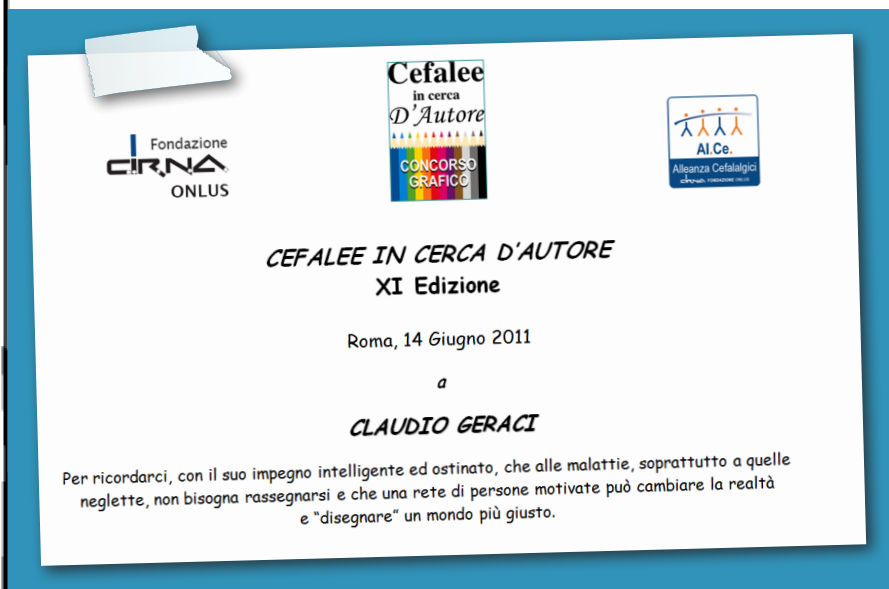 Fondazione
CIRNA
ONLUS
Cefalee
in cerca
D'Autore
CONCORSO
GRAFICO
AI.Ce.
Alleanza Cefalalgici
CIRNA FONDAZIONE ONLUS
CEFALEE IN CERCA D'AUTORE
XI Edizione
Roma, 14 Giugno 2011
a
CLAUDIO GERACI
Per ricordarci, con il suo impegno intelligente ed ostinato, che alle malattie, soprattutto a quelle
neglette, non bisogna rassegnarsi e che una rete di persone motivate può cambiare la realtà
e "disegnare" un mondo più giusto.